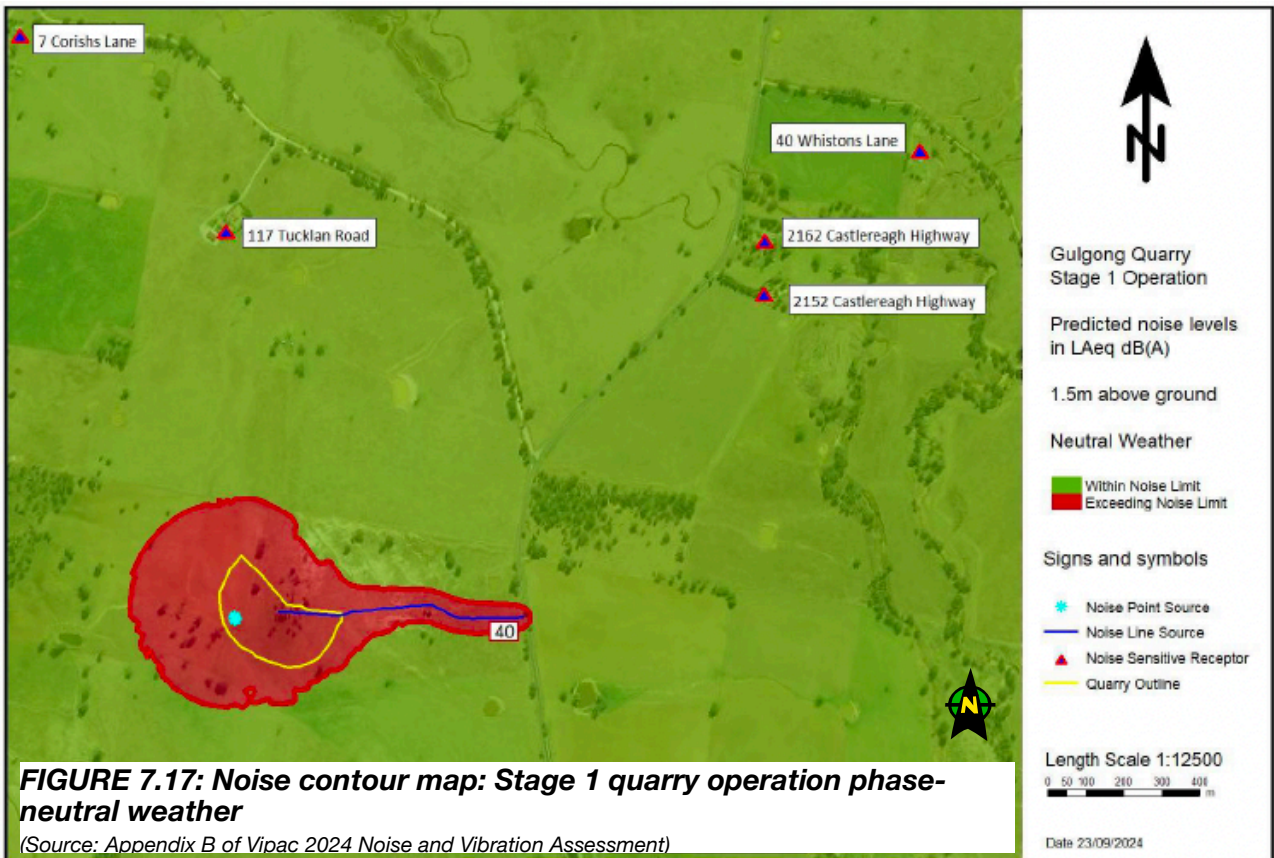 7 Corishs Lane
40 Whistons Lane
117 Tucklan Road
2162 Castlereagh Highway
2152 Castlereagh Highway
40
N
FIGURE 7.17: Noise contour map: Stage 1 quarry operation phase-
neutral weather
(Source: Appendix B of Vipac 2024 Noise and Vibration Assessment)
N
Gulgong Quarry
Stage 1 Operation
Predicted noise levels
in LAeq dB(A)
1.5m above ground
Neutral Weather
Within Noise Limit
Exceeding Noise Limit
Signs and symbols
Noise Point Source
Noise Line Source
Noise Sensitive Receptor
Quarry Outline
Length Scale 1:12500
0 50 100 200 300 400
m
Date 23/09/2024